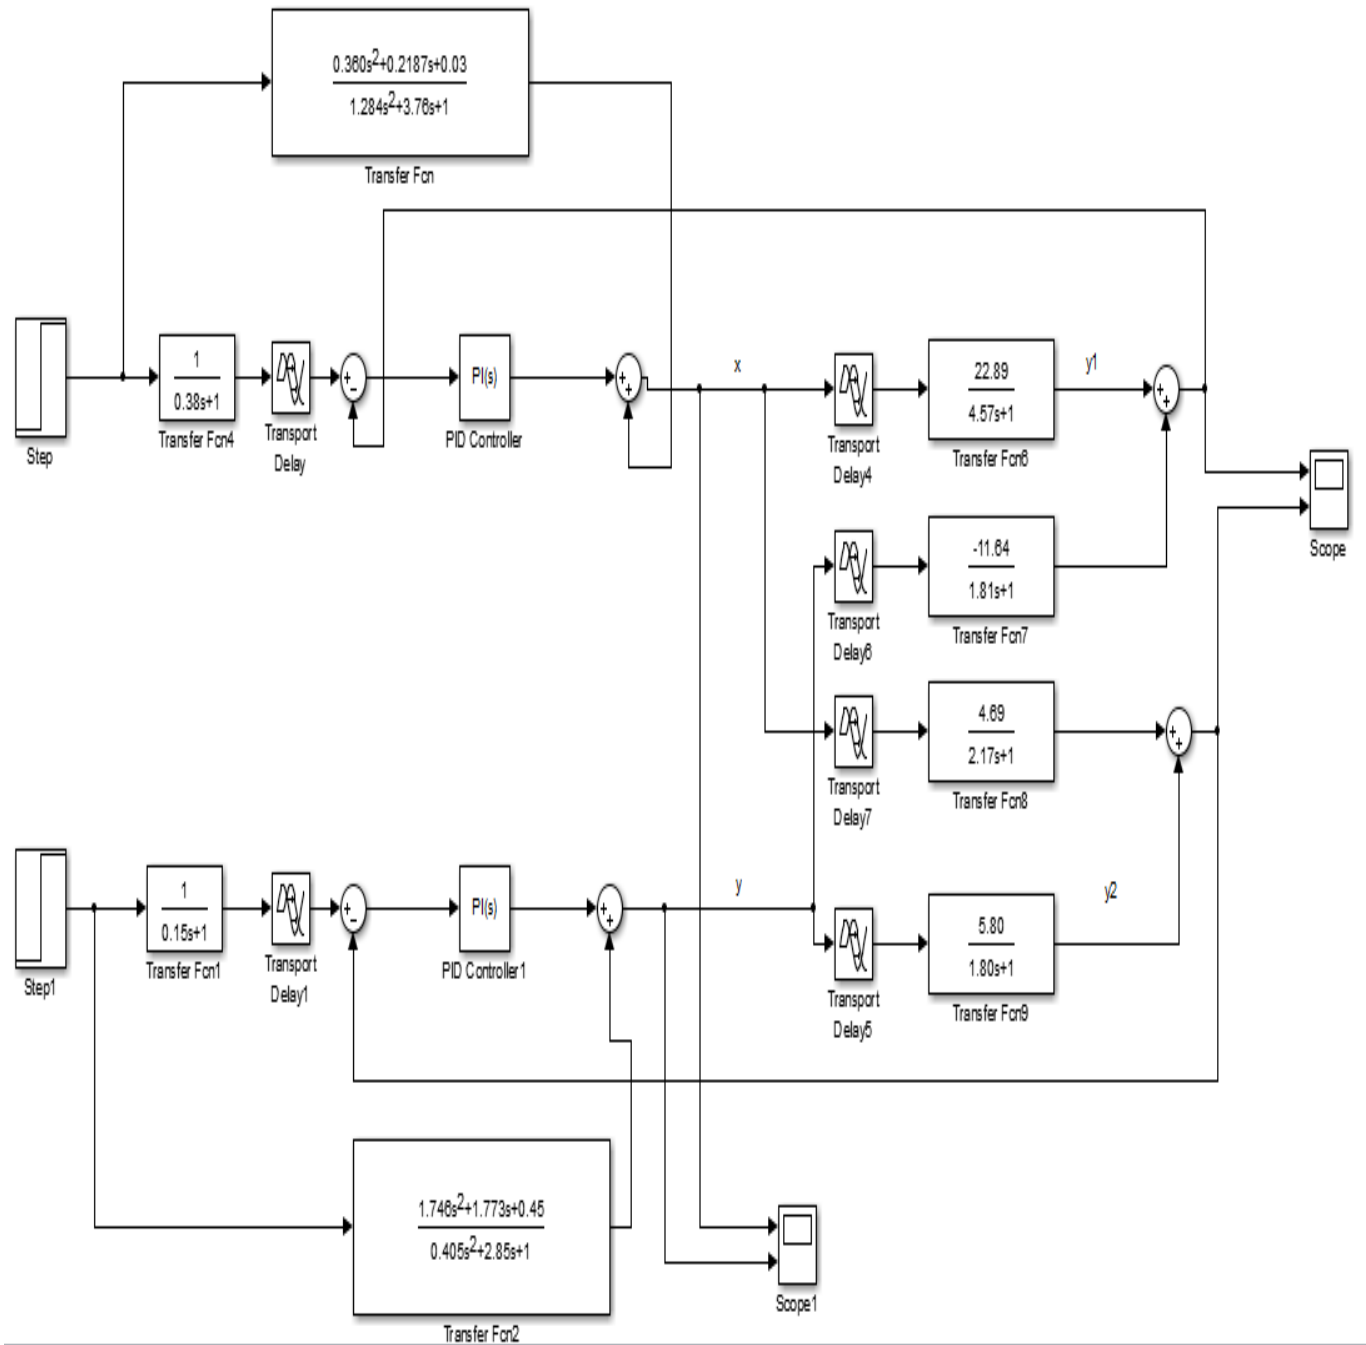 0.360s2+0.2187s+0.03
1.284s2+3.76s+1
Transfer Fcn
Step
1
0.38s+1
Transfer Fcn4
Transport
Delay
PI(s)
PID Controller
x
Transport
Delay4
22.89
4.57s+1
Transfer Fcn6
y1
Scope
Transport
Delay6
-11.64
1.81s+1
Transfer Fcn7
Transport
Delay7
4.69
2.17s+1
Transfer Fcn8
Step1
1
0.15s+1
Transfer Fcn1
Transport
Delay1
PI(s)
PID Controller1
y
Transport
Delay5
5.80
1.80s+1
Transfer Fcn9
y2
1.746s2+1.773s+0.45
0.405s2+2.85s+1
Transfer Fcn2
Scope1